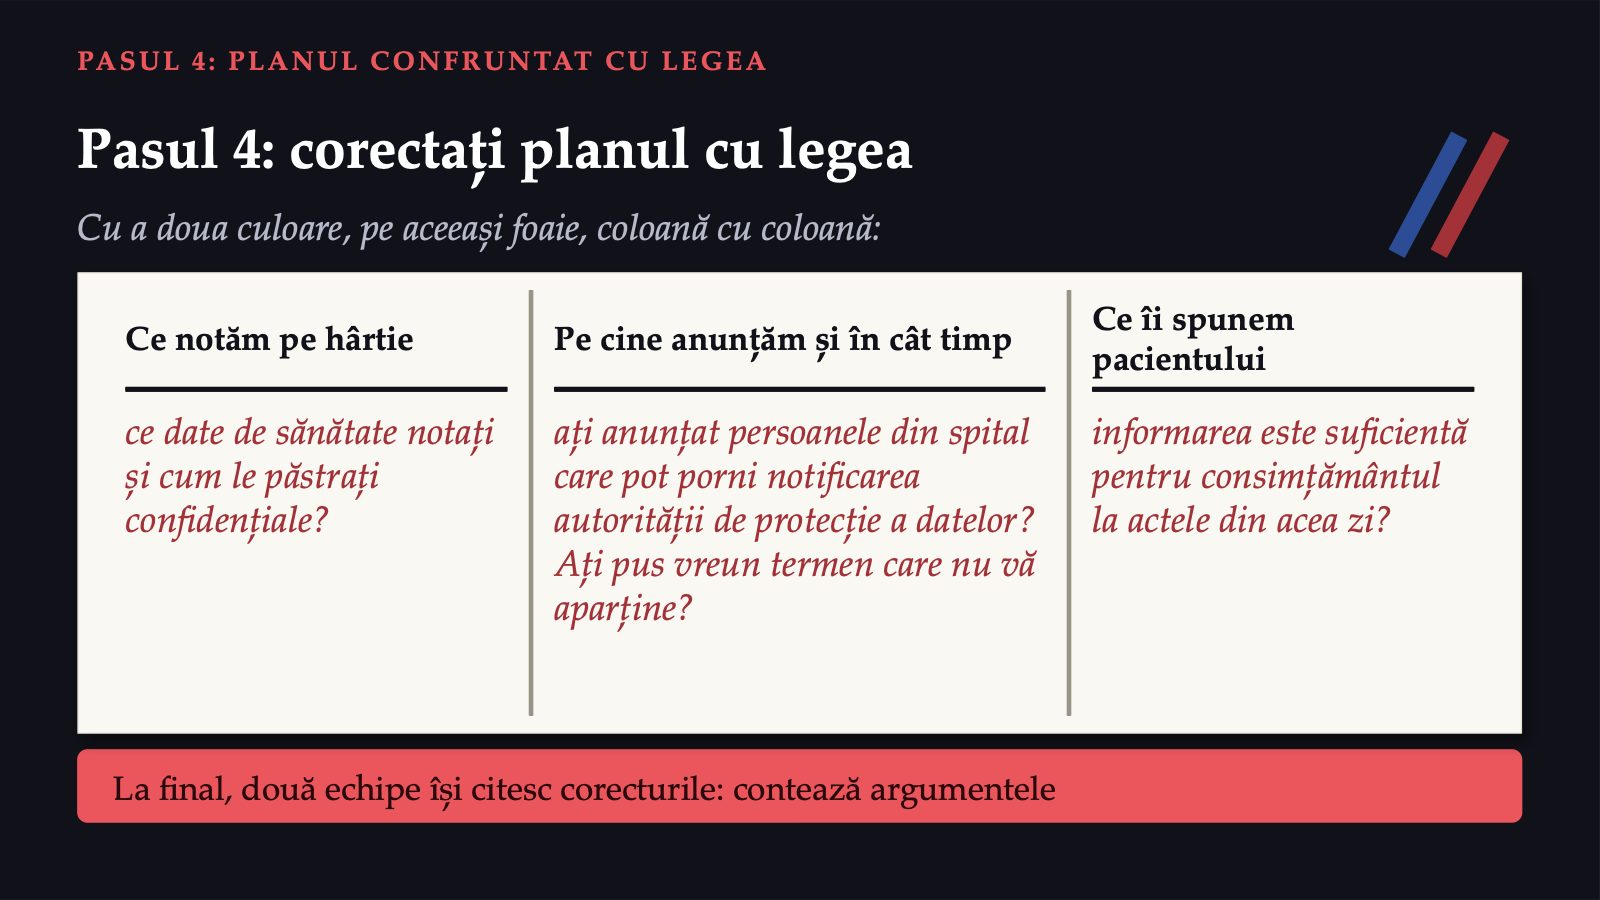 PASUL 4: PLANUL CONFRUNTAT CU LEGEA
Pasul 4: corectați planul cu legea
Cu a doua culoare, pe aceeași foaie, coloană cu coloană:
Ce notăm pe hârtie
ce date de sănătate notați
și cum le păstrați
confidențiale?
Pe cine anunțăm și în cât timp
ați anunțat persoanele din spital
care pot porni notificarea
autorității de protecție a datelor?
Ați pus vreun termen care nu vă
aparține?
Ce îi spunem
pacientului
informarea este suficientă
pentru consimțământul
la actele din acea zi?
La final, două echipe își citesc corecturile: contează argumentele